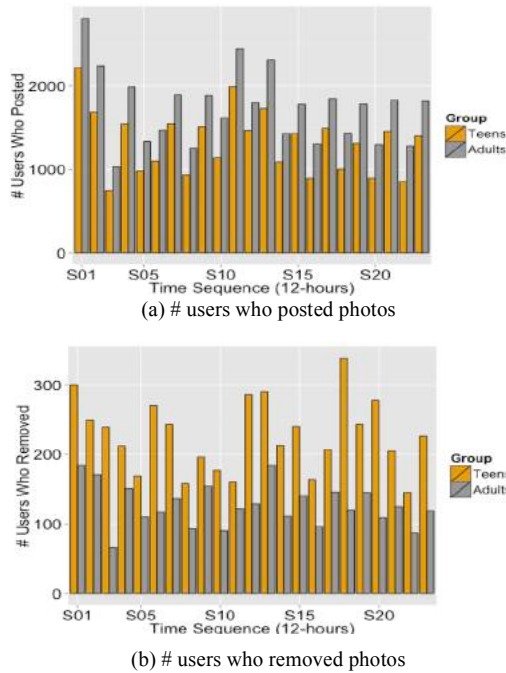 # Users Who Posted
2000
1000
0
S01 S05 S10 S15 S20
Time Sequence (12-hours)
Group
Teens
Adults
(a) # users who posted photos
# Users Who Removed
300
200
100
0
S01 S05 S10 S15 S20
Time Sequence (12-hours)
Group
Teens
Adults
(b) # users who removed photos